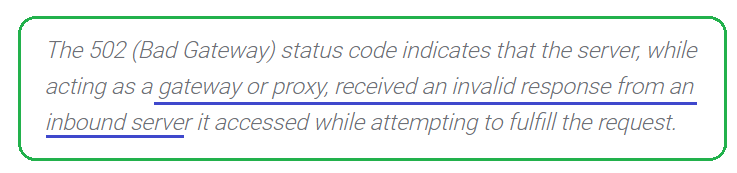 The 502 (Bad Gateway) status code indicates that the server, while
acting as a gateway or proxy, received an invalid response from an
inbound server it accessed while attempting to fulfill the request.